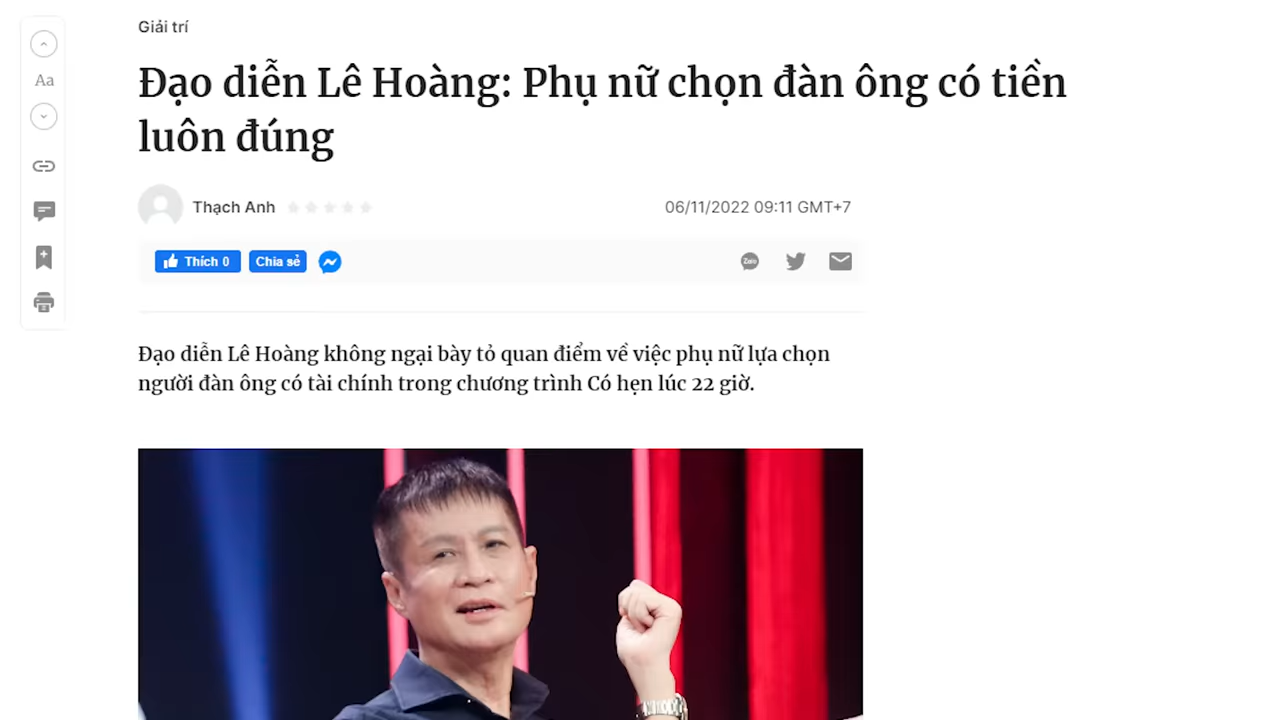 Giải trí
Aa
Đạo diễn Lê Hoàng: Phụ nữ chọn đàn ông có tiền
luôn đúng
Thạch Anh
06/11/2022 09:11 GMT+7
Thích 0
Chia sẻ
Zalo
Đạo diễn Lê Hoàng không ngại bày tỏ quan điểm về việc phụ nữ lựa chọn
người đàn ông có tài chính trong chương trình Có hẹn lúc 22 giờ.